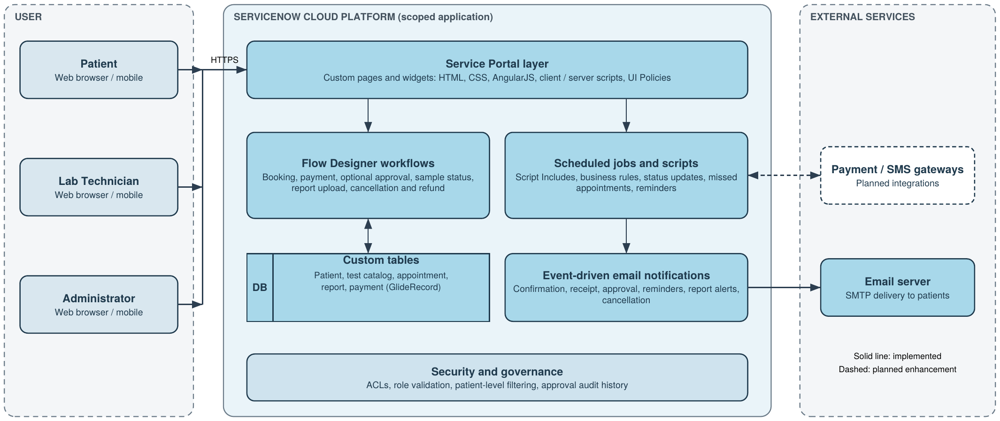 USER
Patient
Web browser / mobile
Lab Technician
Web browser / mobile
Administrator
Web browser / mobile
HTTPS
SERVICENOW CLOUD PLATFORM (scoped application)
Service Portal layer
Custom pages and widgets: HTML, CSS, AngularJS, client / server scripts, UI Policies
Flow Designer workflows
Booking, payment, optional approval, sample status,
report upload, cancellation and refund
Scheduled jobs and scripts
Script Includes, business rules, status updates, missed
appointments, reminders
DB
Custom tables
Patient, test catalog, appointment,
report, payment (GlideRecord)
Event-driven email notifications
Confirmation, receipt, approval, reminders, report alerts,
cancellation
Security and governance
ACLs, role validation, patient-level filtering, approval audit history
EXTERNAL SERVICES
Payment / SMS gateways
Planned integrations
Email server
SMTP delivery to patients
Solid line: implemented
Dashed: planned enhancement